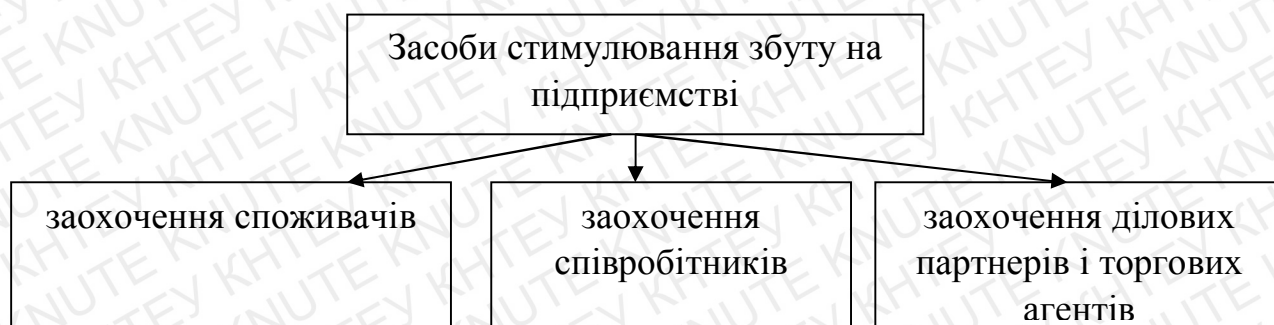 Засоби стимулювання збуту на
підприємстві
заохочення споживачів
заохочення
співробітників
заохочення ділових
партнерів і торгових
агентів